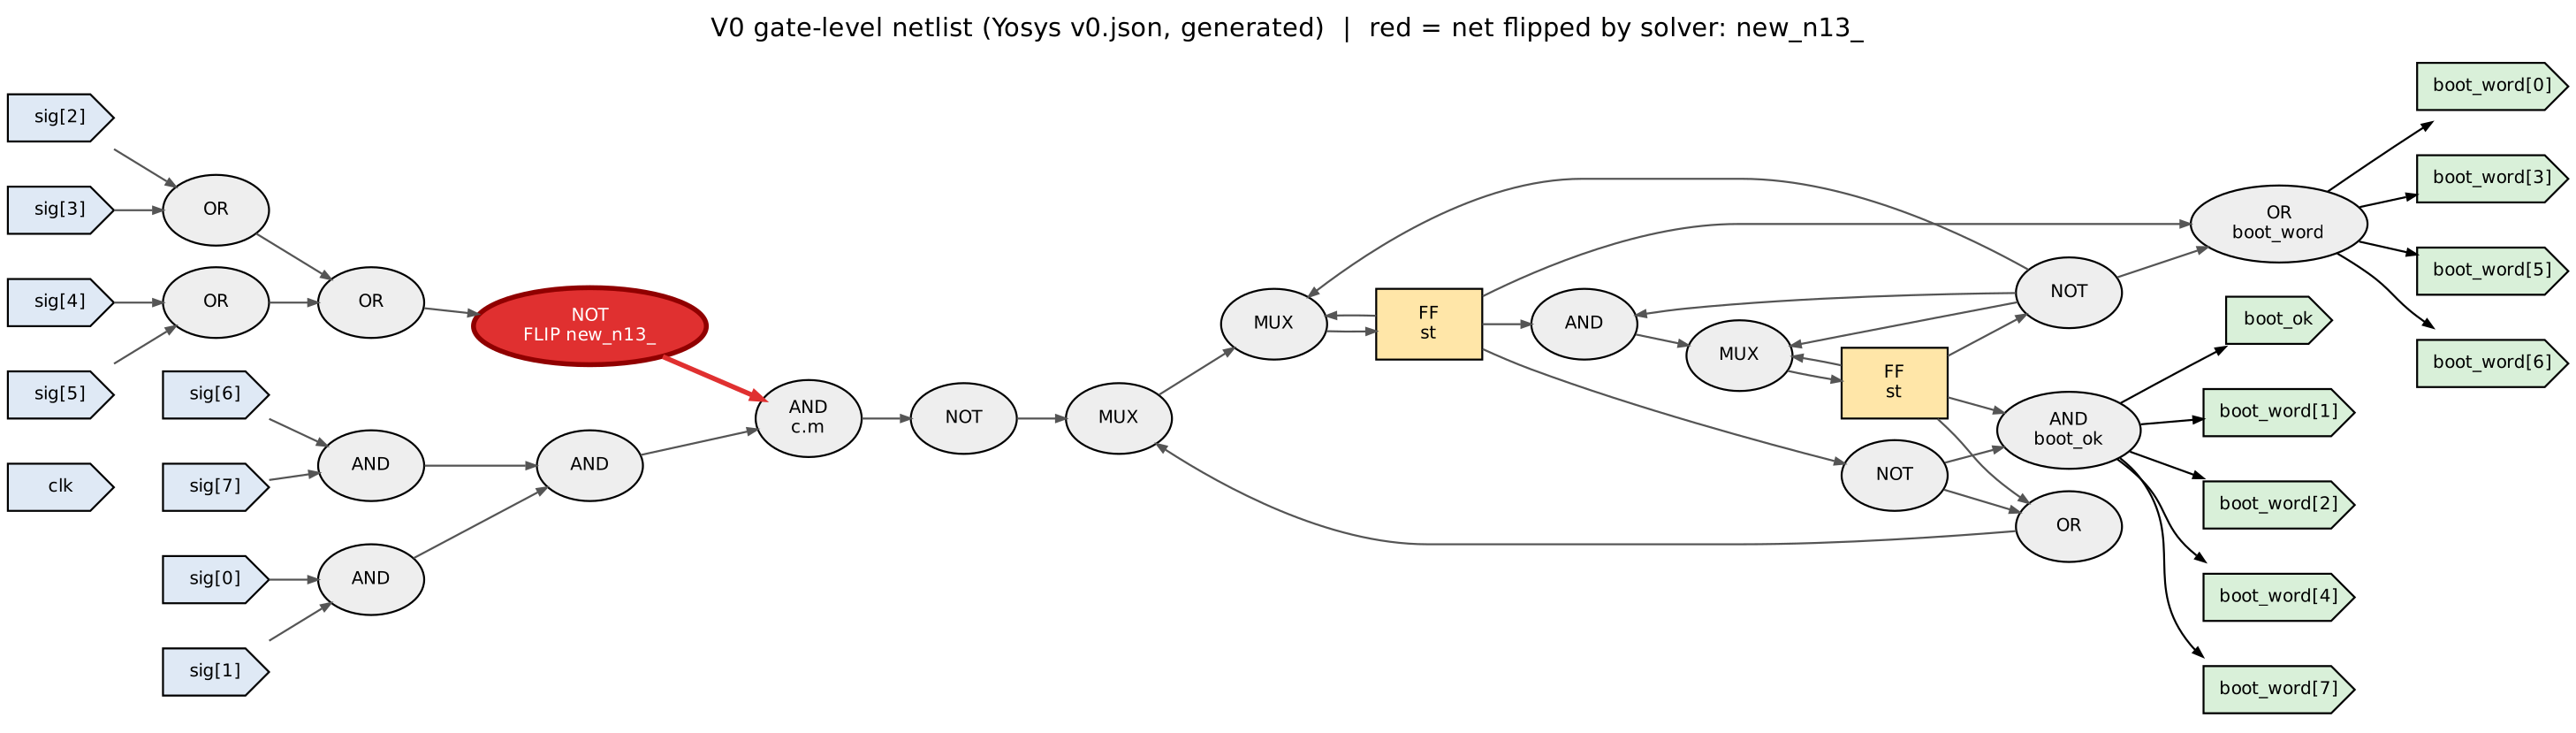 V0 gate-level netlist (Yosys v0.json, generated) | red = net flipped by solver: new_n13_
sig[2]
sig[3]
sig[4]
sig[5]
clk
OR
OR
sig[6]
sig[7]
sig[0]
sig[1]
OR
AND
AND
NOT
FLIP new_n13_
AND
AND
c.m
NOT
MUX
MUX
FF
st
AND
MUX
FF
st
NOT
NOT
AND
boot_ok
OR
OR
boot_word
boot_ok
boot_word[1]
boot_word[2]
boot_word[4]
boot_word[7]
boot_word[0]
boot_word[3]
boot_word[5]
boot_word[6]